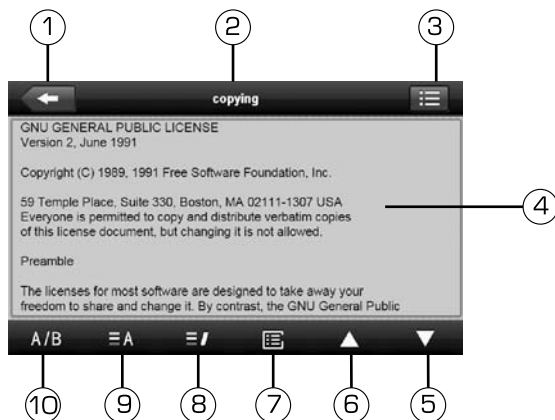 1 2 3
copying
GNU GENERAL PUBLIC LICENSE
Version 2, June 1991
Copyright (C) 1989, 1991 Free Software Foundation, Inc.
59 Temple Place, Suite 330, Boston, MA 02111-1307 USA
Everyone is permitted to copy and distribute verbatim copies
of this license document, but changing it is not allowed.
Preamble
The licenses for most software are designed to take away your
freedom to share and change it. By contrast, the GNU General Public
4
A/B A
10 9 8 7 6 5